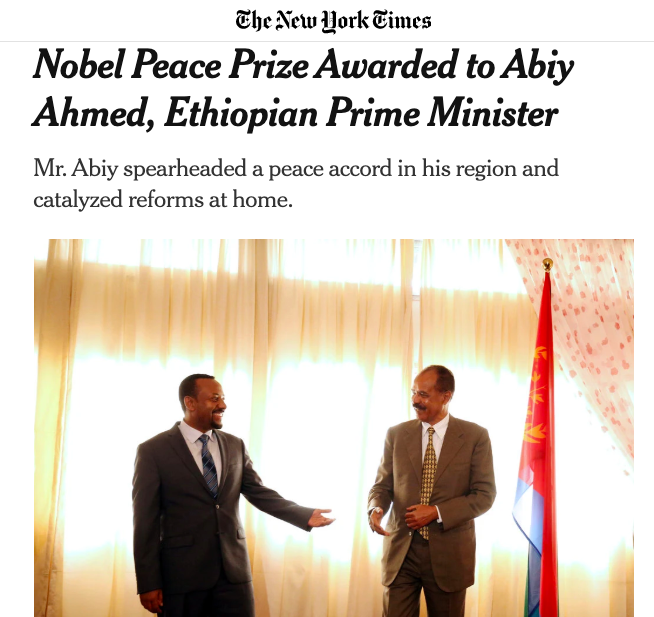 The New York Times
Nobel Peace Prize Awarded to Abiy
Ahmed, Ethiopian Prime Minister
Mr. Abiy spearheaded a peace accord in his region and
catalyzed reforms at home.